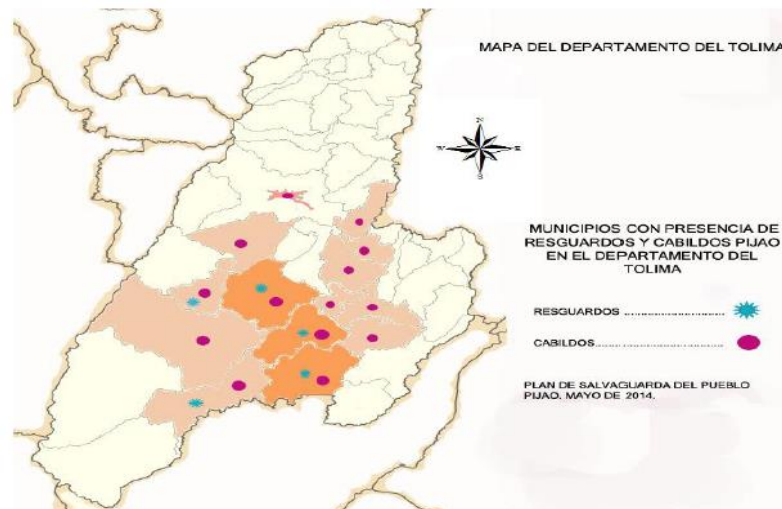 MAPA DEL DEPARTAMENTO DEL TOLIMA
N
W E
S
MUNICIPIOS CON PRESENCIA DE
RESGUARDOS Y CABILDOS PIJAO
EN EL DEPARTAMENTO DEL
TOLIMA
RESGUARDOS ............................
CABILDOS ..................................
PLAN DE SALVAGUARDA DEL PUEBLO
PIJAO. MAYO DE 2014.